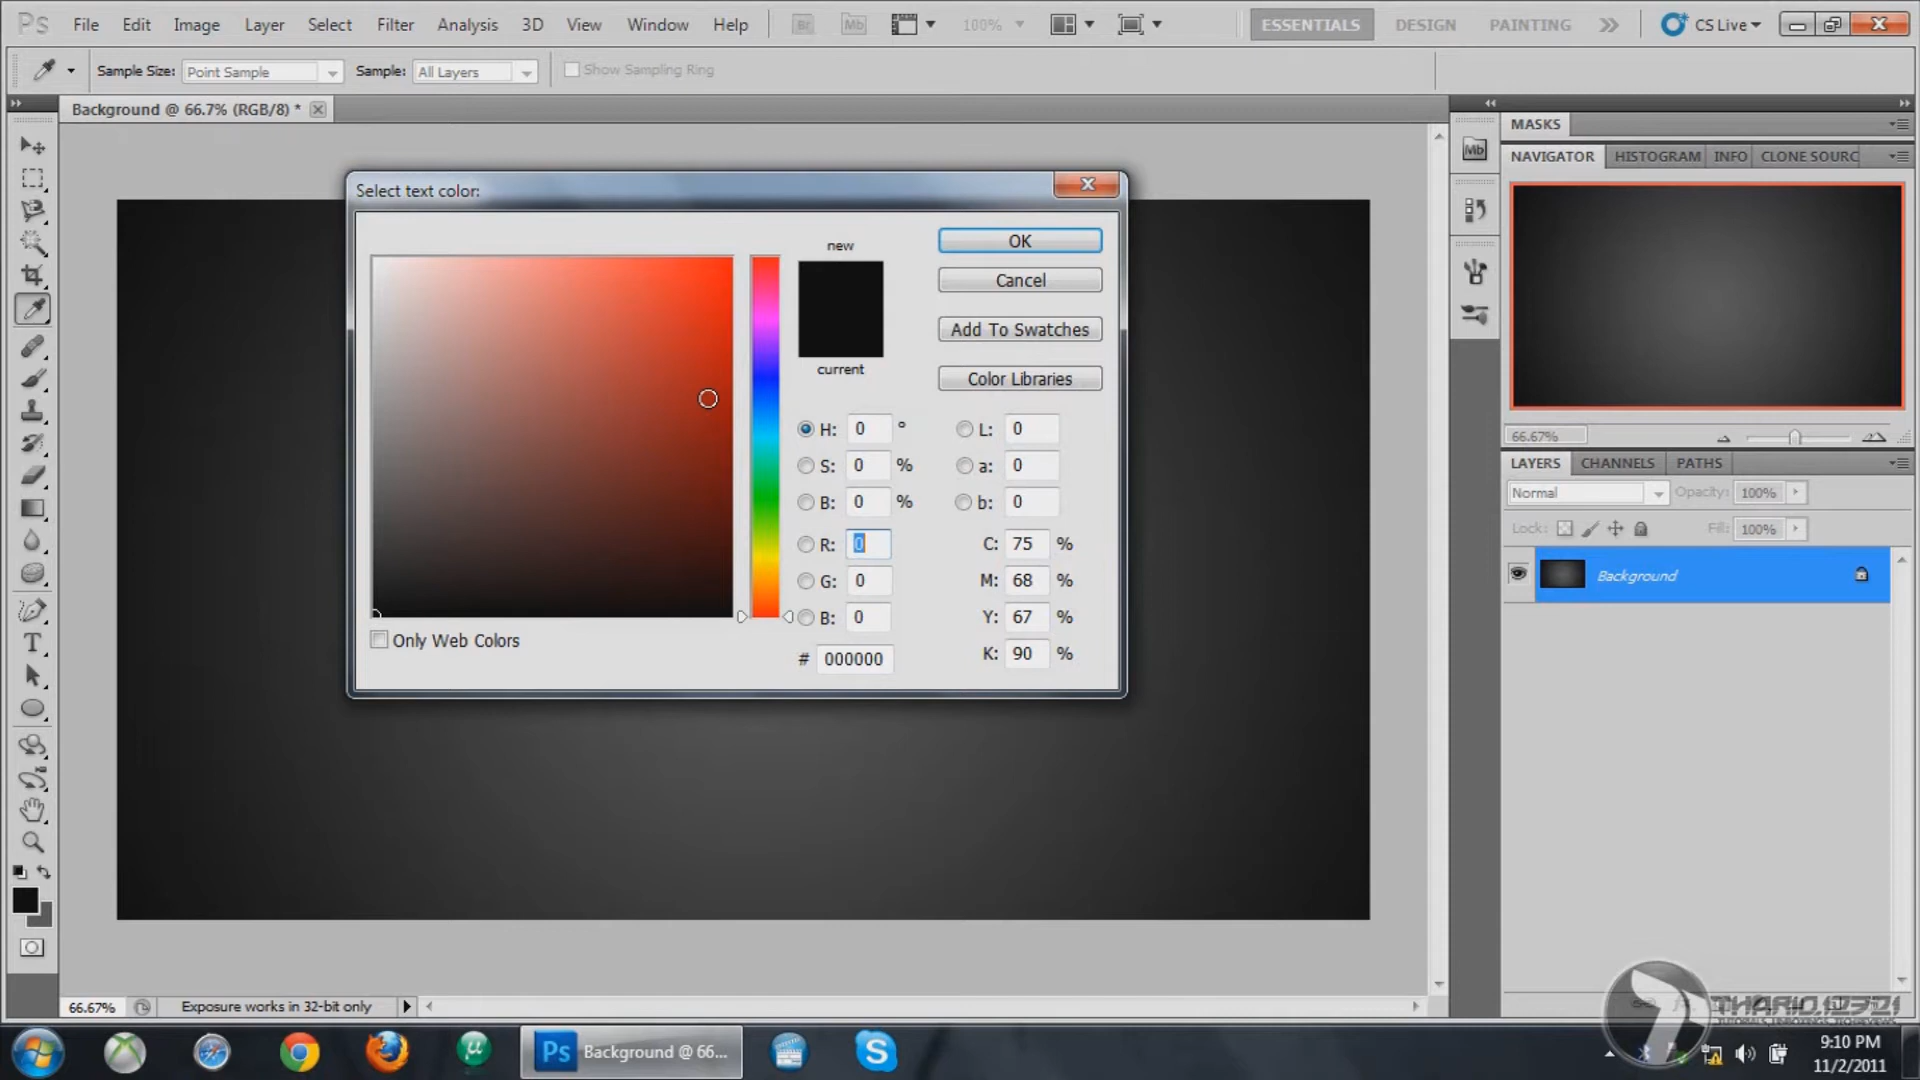 Ps File Edit Image Layer Select Filter Analysis 3D View Window Help Br Mb 100% ESSENTIALS DESIGN PAINTING CS Live
Sample Size: Point Sample Sample: All Layers Show Sampling Ring
Background @ 66.7% (RGB/8) *
MASKS
Mb
NAVIGATOR HISTOGRAM INFO CLONE SOURC
Select text color:
new
OK
Cancel
Add To Swatches
current
Color Libraries
H: 0 ° L: 0
S: 0 % a: 0
B: 0 % b: 0
R: 0 C: 75 %
G: 0 M: 68 %
B: 0 Y: 67 %
# 000000 K: 90 %
Only Web Colors
66.67%
LAYERS CHANNELS PATHS
Normal Opacity: 100%
Lock: Fill: 100%
Background
T
66.67% Exposure works in 32-bit only
THARIO12321
Ps Background @ 66...
9:10 PM
11/2/2011